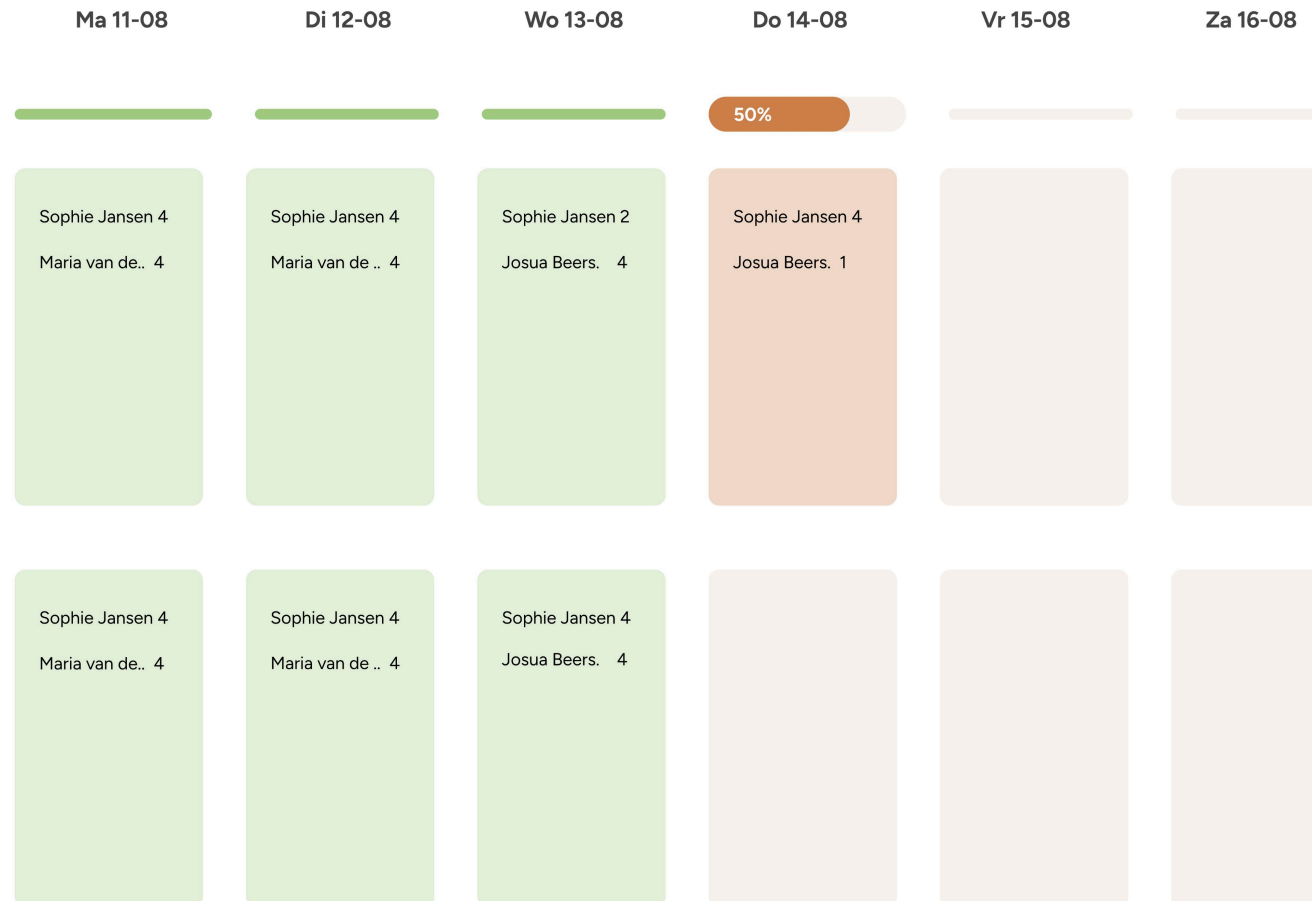 Ma 11-08 Di 12-08 Wo 13-08 Do 14-08 Vr 15-08 Za 16-08
50%
Sophie Jansen 4 Sophie Jansen 4 Sophie Jansen 2 Sophie Jansen 4
Maria van de.. 4 Maria van de .. 4 Josua Beers. 4 Josua Beers. 1
Sophie Jansen 4 Sophie Jansen 4 Sophie Jansen 4
Maria van de.. 4 Maria van de .. 4 Josua Beers. 4